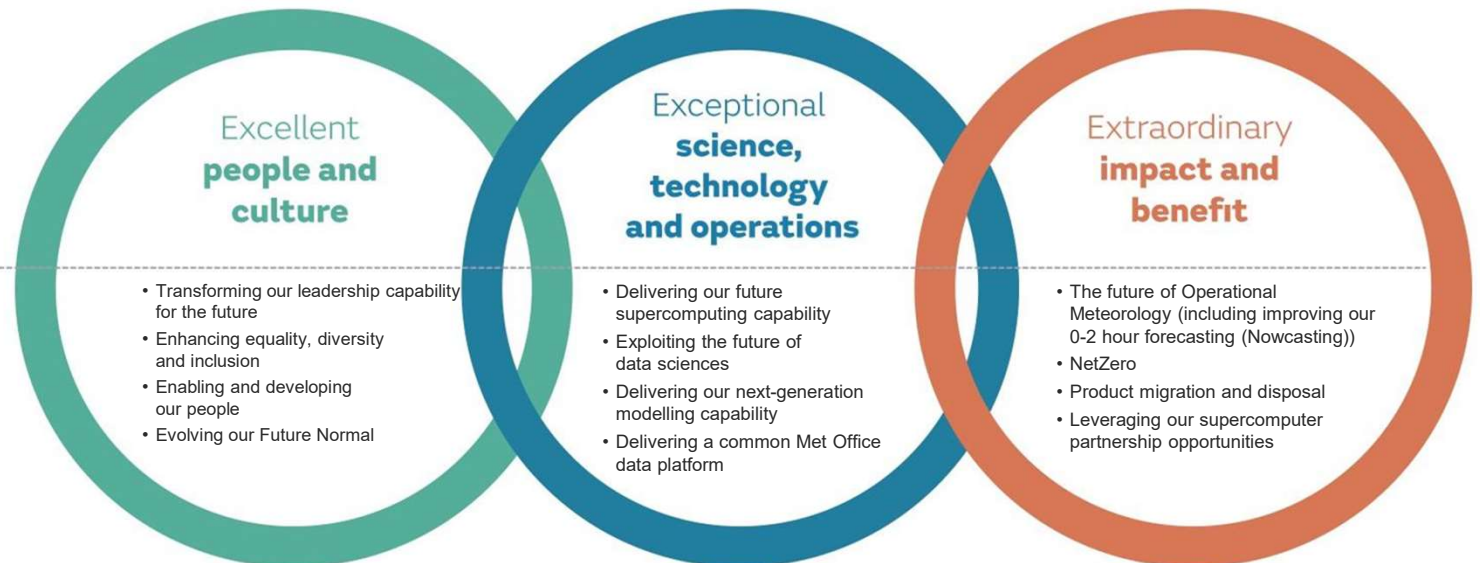 Excellent
people and
culture
• Transforming our leadership capability
for the future
• Enhancing equality, diversity
and inclusion
• Enabling and developing
our people
• Evolving our Future Normal
Exceptional
science,
technology
and operations
• Delivering our future
supercomputing capability
• Exploiting the future of
data sciences
• Delivering our next-generation
modelling capability
• Delivering a common Met Office
data platform
Extraordinary
impact and
benefit
• The future of Operational
Meteorology (including improving our
0-2 hour forecasting (Nowcasting))
• NetZero
• Product migration and disposal
• Leveraging our supercomputer
partnership opportunities